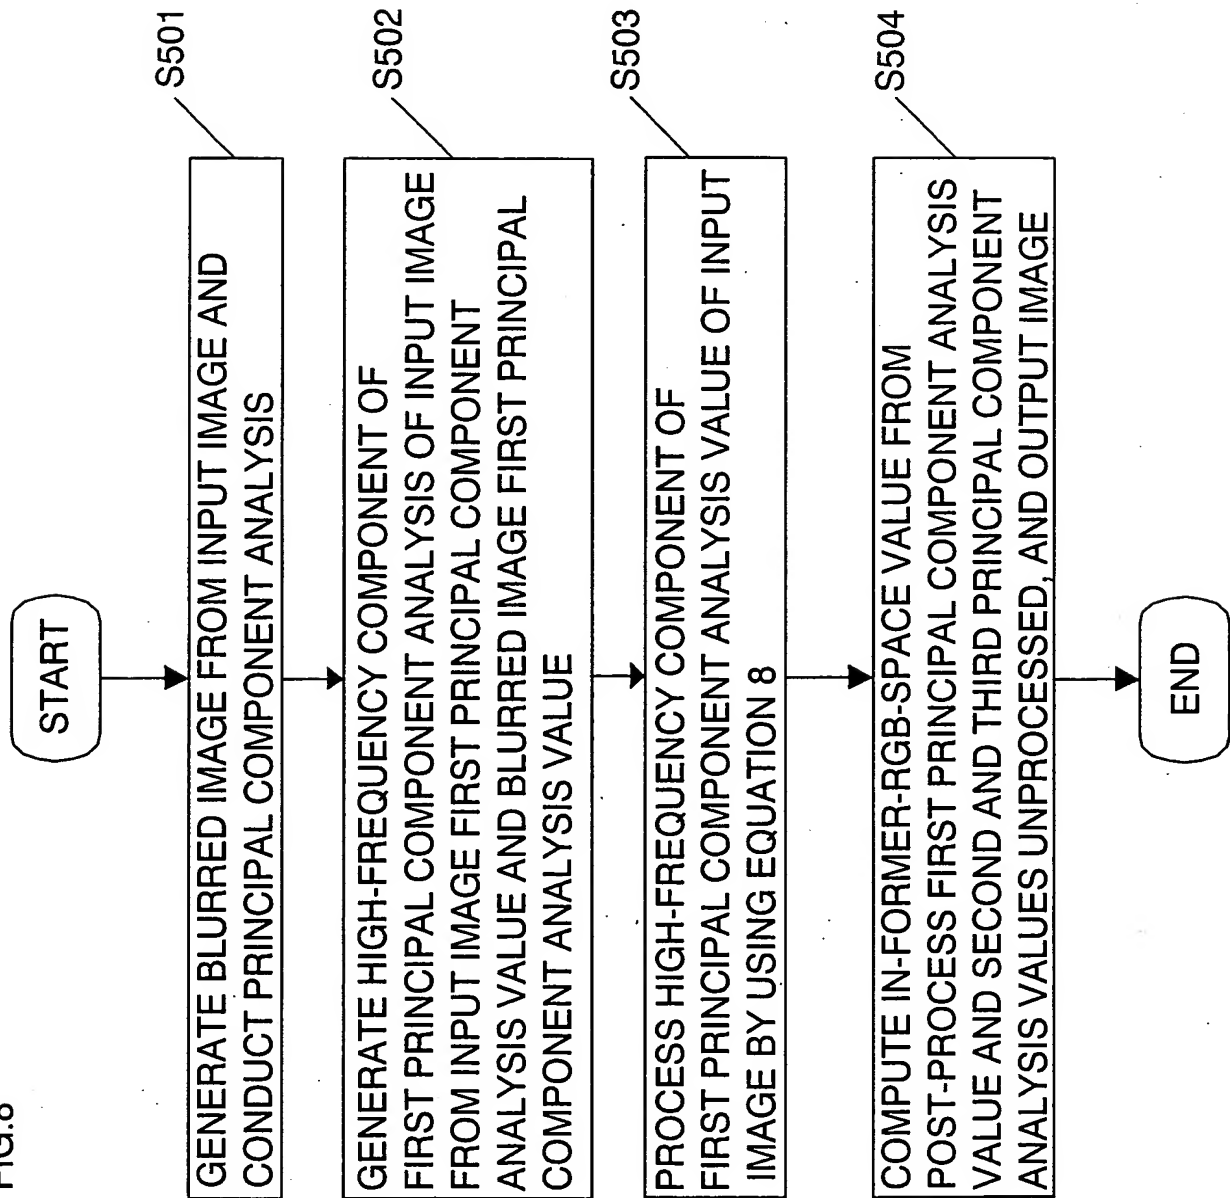 FIG.8
START
S501
GENERATE BLURRED IMAGE FROM INPUT IMAGE AND
CONDUCT PRINCIPAL COMPONENT ANALYSIS
S502
GENERATE HIGH-FREQUENCY COMPONENT OF
FIRST PRINCIPAL COMPONENT ANALYSIS OF INPUT IMAGE
FROM INPUT IMAGE FIRST PRINCIPAL COMPONENT
ANALYSIS VALUE AND BLURRED IMAGE FIRST PRINCIPAL
COMPONENT ANALYSIS VALUE
S503
PROCESS HIGH-FREQUENCY COMPONENT OF
FIRST PRINCIPAL COMPONENT ANALYSIS VALUE OF INPUT
IMAGE BY USING EQUATION 8
S504
COMPUTE IN-FORMER-RGB-SPACE VALUE FROM
POST-PROCESS FIRST PRINCIPAL COMPONENT ANALYSIS
VALUE AND SECOND AND THIRD PRINCIPAL COMPONENT
ANALYSIS VALUES UNPROCESSED, AND OUTPUT IMAGE
END